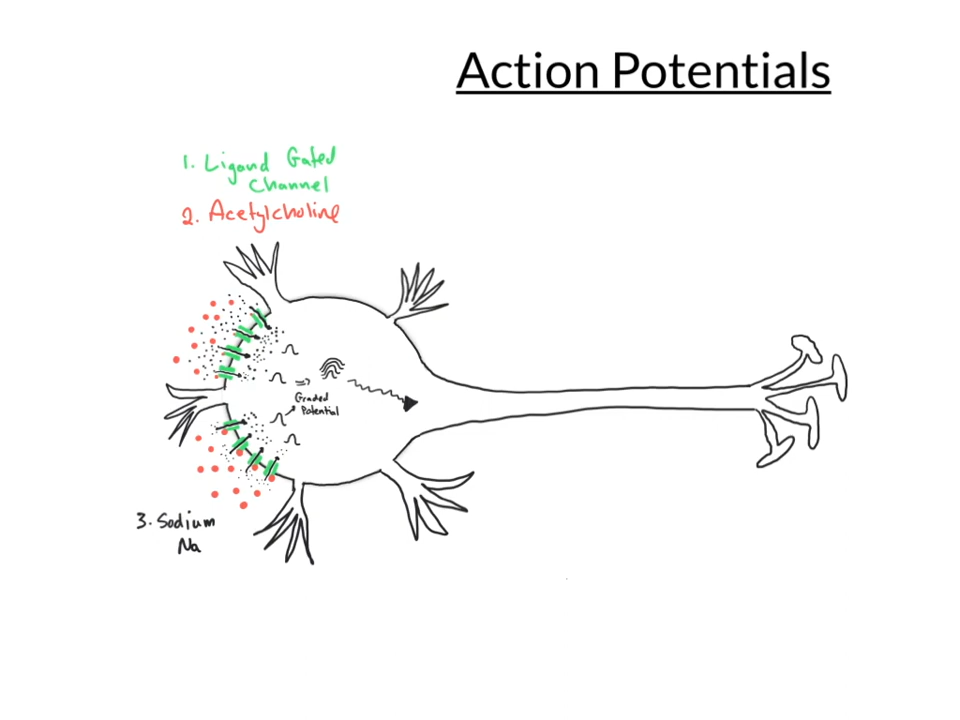 Action Potentials
1. Ligand Gated
Channel
2. Acetylcholine
Graded
Potential
3. Sodium
Na